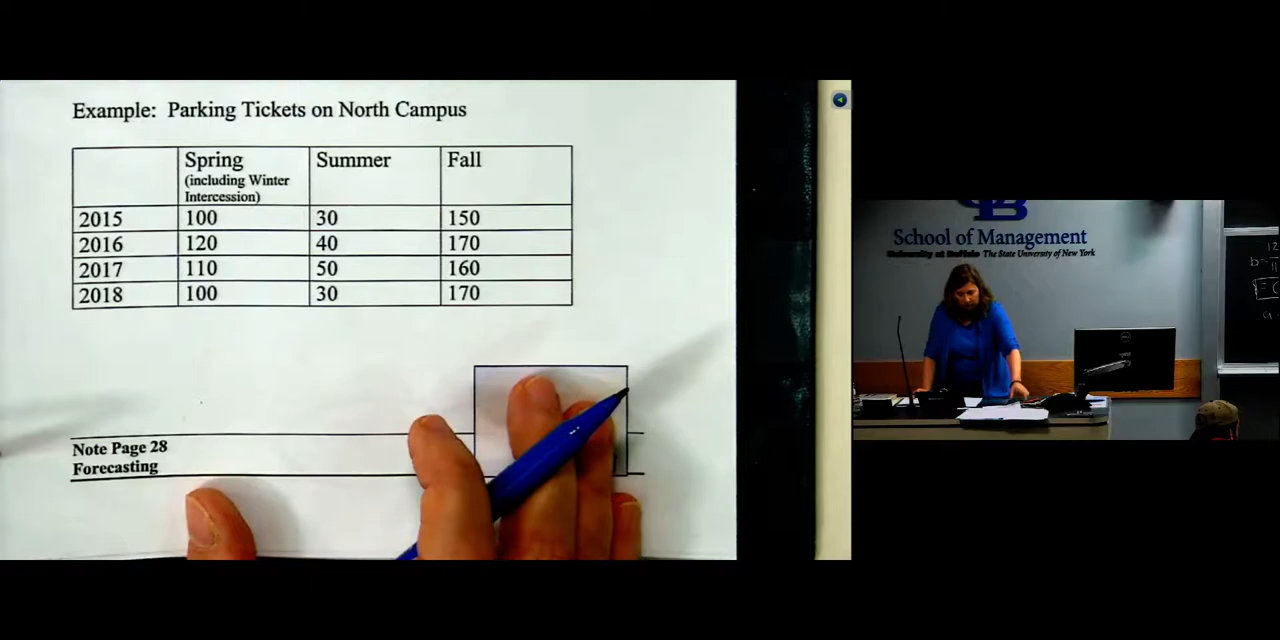 Example: Parking Tickets on North Campus
Spring Summer Fall
(including Winter
Intercession)
2015 100 30 150
2016 120 40 170
2017 110 50 160
2018 100 30 170
Note Page 28
Forecasting
UB
School of Management
University at Buffalo The State University of New York
b=